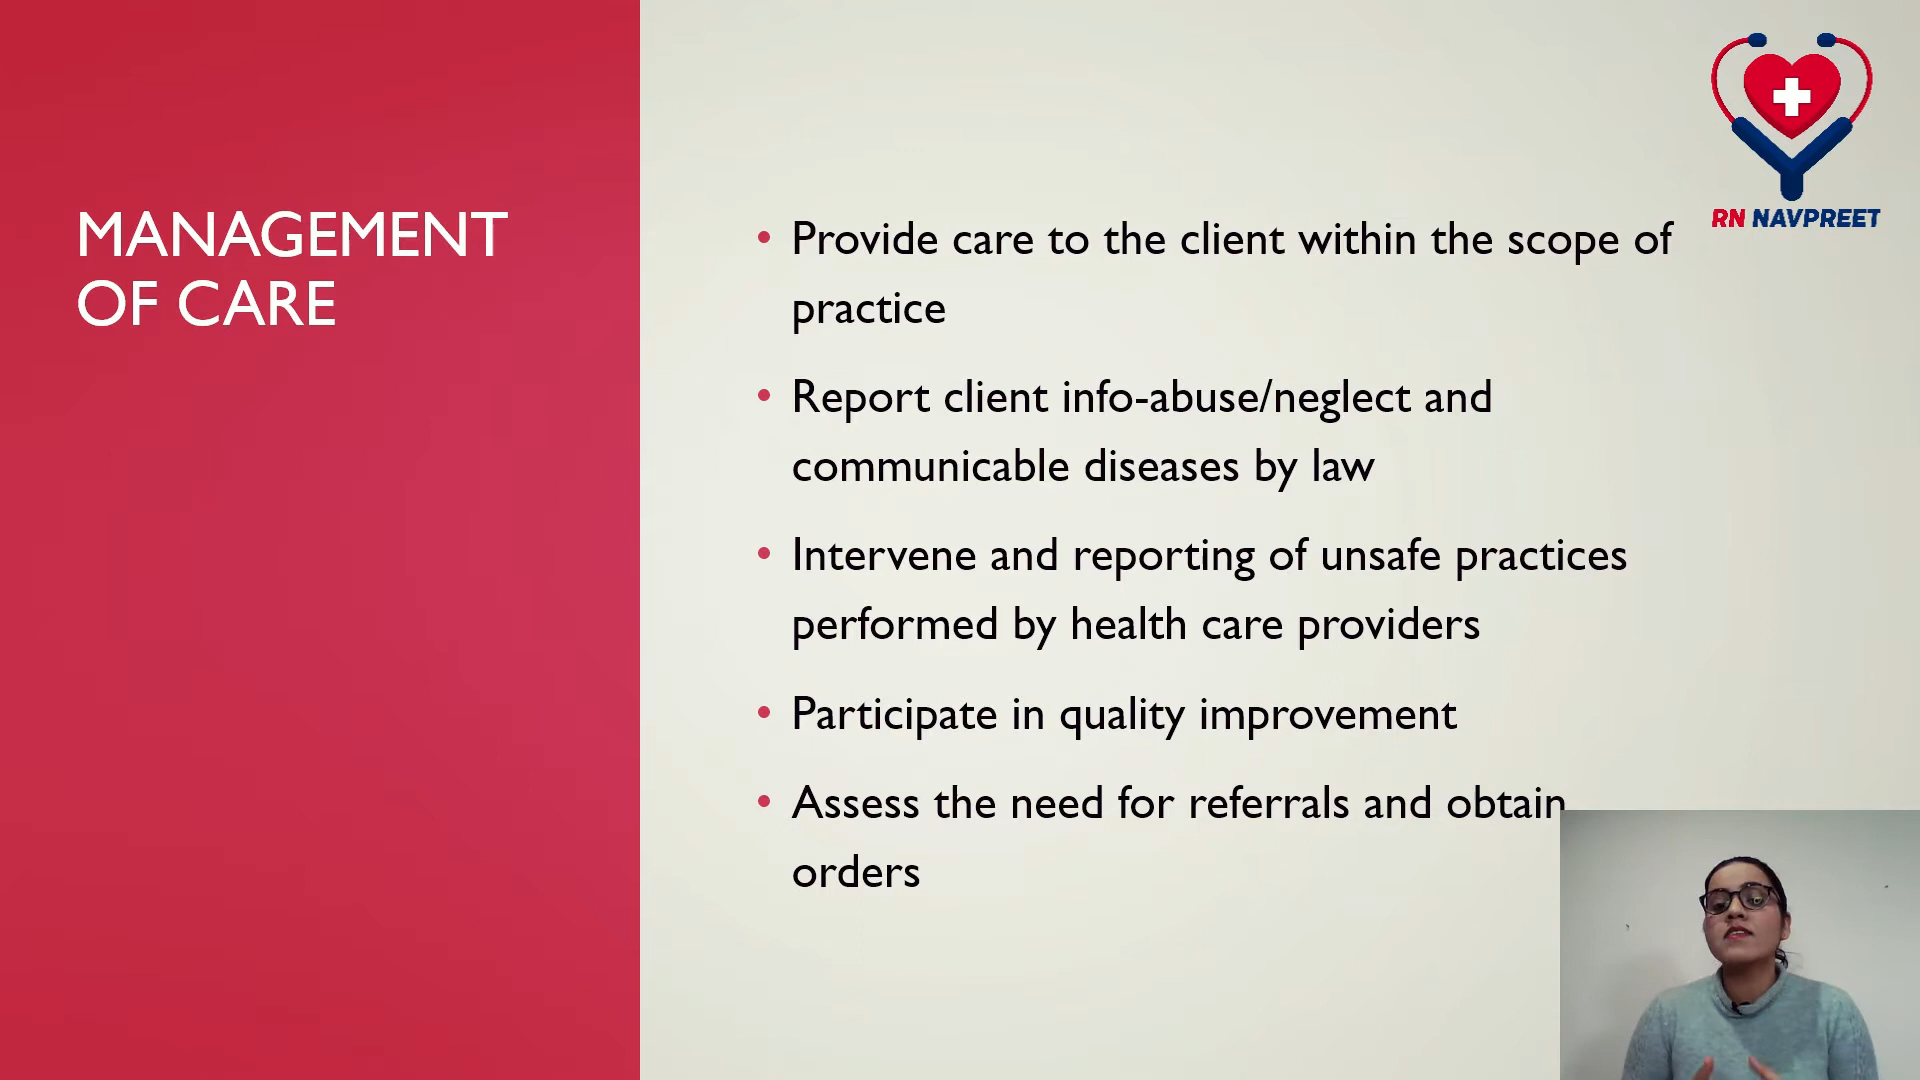 MANAGEMENT
OF CARE
RN NAVPREET
• Provide care to the client within the scope of
practice
• Report client info-abuse/neglect and
communicable diseases by law
• Intervene and reporting of unsafe practices
performed by health care providers
• Participate in quality improvement
• Assess the need for referrals and obtain
orders